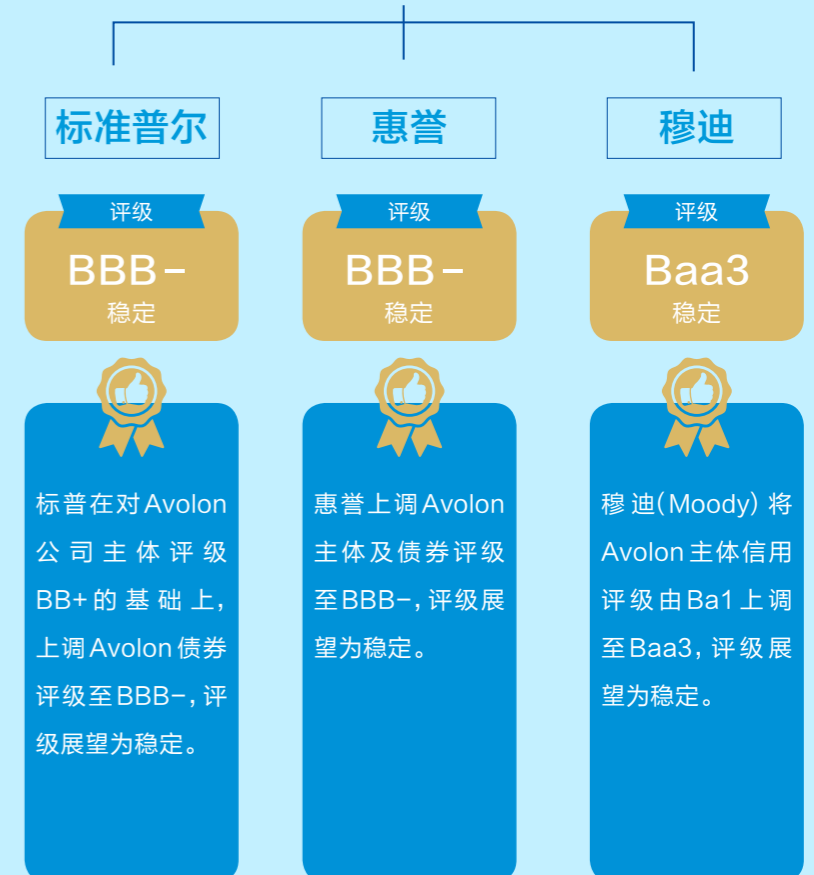 标准普尔
评级
BBB-
稳定
标普在对Avolon
公司主体评级
BB+的基础上,
上调Avolon债券
评级至BBB-,评
级展望为稳定。
惠誉
评级
BBB-
稳定
惠誉上调Avolon
主体及债券评级
至BBB-,评级展
望为稳定。
穆迪
评级
Baa3
稳定
穆迪(Moody) 将
Avolon主体信用
评级由Ba1上调
至Baa3, 评级展
望为稳定。